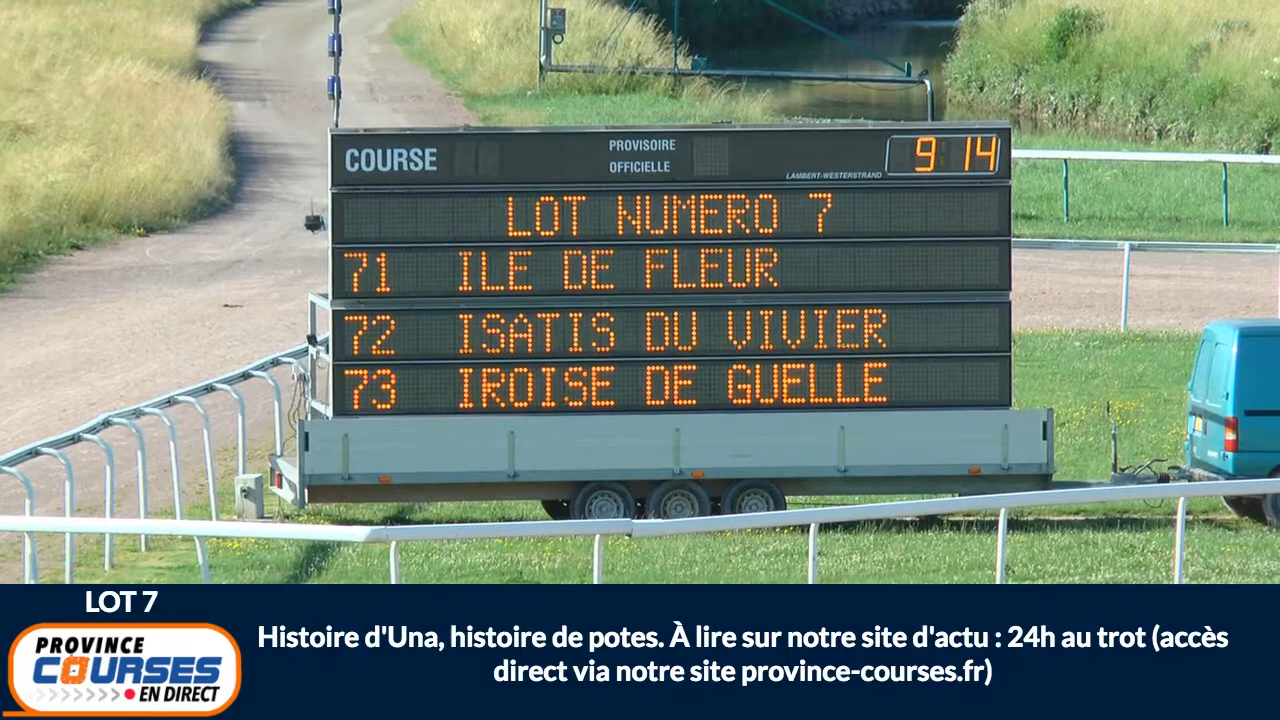 COURSE
PROVISOIRE
OFFICIELLE
LAMBERT-WESTERSTRAND
9 14
LOT NUMERO 7
71 ILE DE FLEUR
72 ISATIS DU VIVIER
73 IROISE DE GUELLE
LOT 7
PROVINCE
COURSES
EN DIRECT
Histoire d'Una, histoire de potes. À lire sur notre site d'actu : 24h au trot (accès
direct via notre site province-courses.fr)